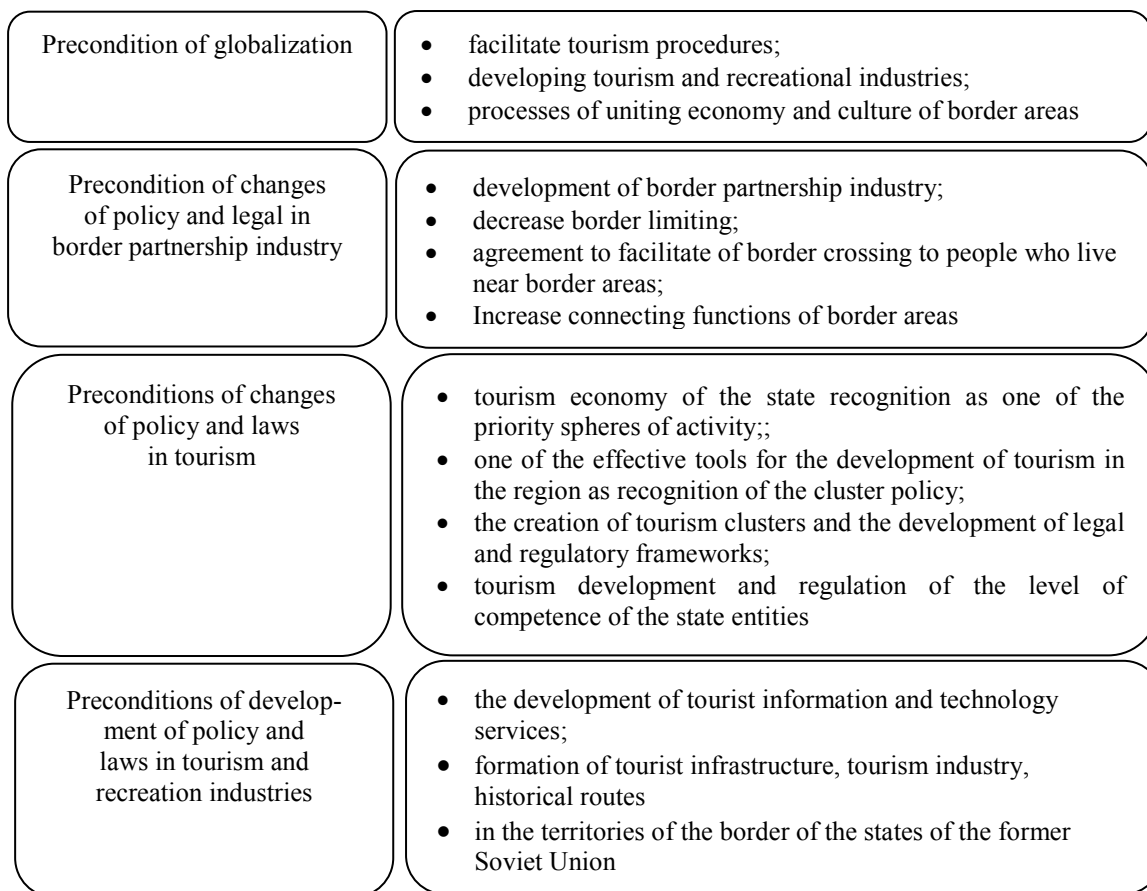 Precondition of globalization
• facilitate tourism procedures;
• developing tourism and recreational industries;
• processes of uniting economy and culture of border areas
Precondition of changes
of policy and legal in
border partnership industry
• development of border partnership industry;
• decrease border limiting;
• agreement to facilitate of border crossing to people who live
near border areas;
• Increase connecting functions of border areas
Preconditions of changes
of policy and laws
in tourism
• tourism economy of the state recognition as one of the
priority spheres of activity;;
• one of the effective tools for the development of tourism in
the region as recognition of the cluster policy;
• the creation of tourism clusters and the development of legal
and regulatory frameworks;
• tourism development and regulation of the level of
competence of the state entities
Preconditions of develop-
ment of policy and
laws in tourism and
recreation industries
• the development of tourist information and technology
services;
• formation of tourist infrastructure, tourism industry,
historical routes
• in the territories of the border of the states of the former
Soviet Union